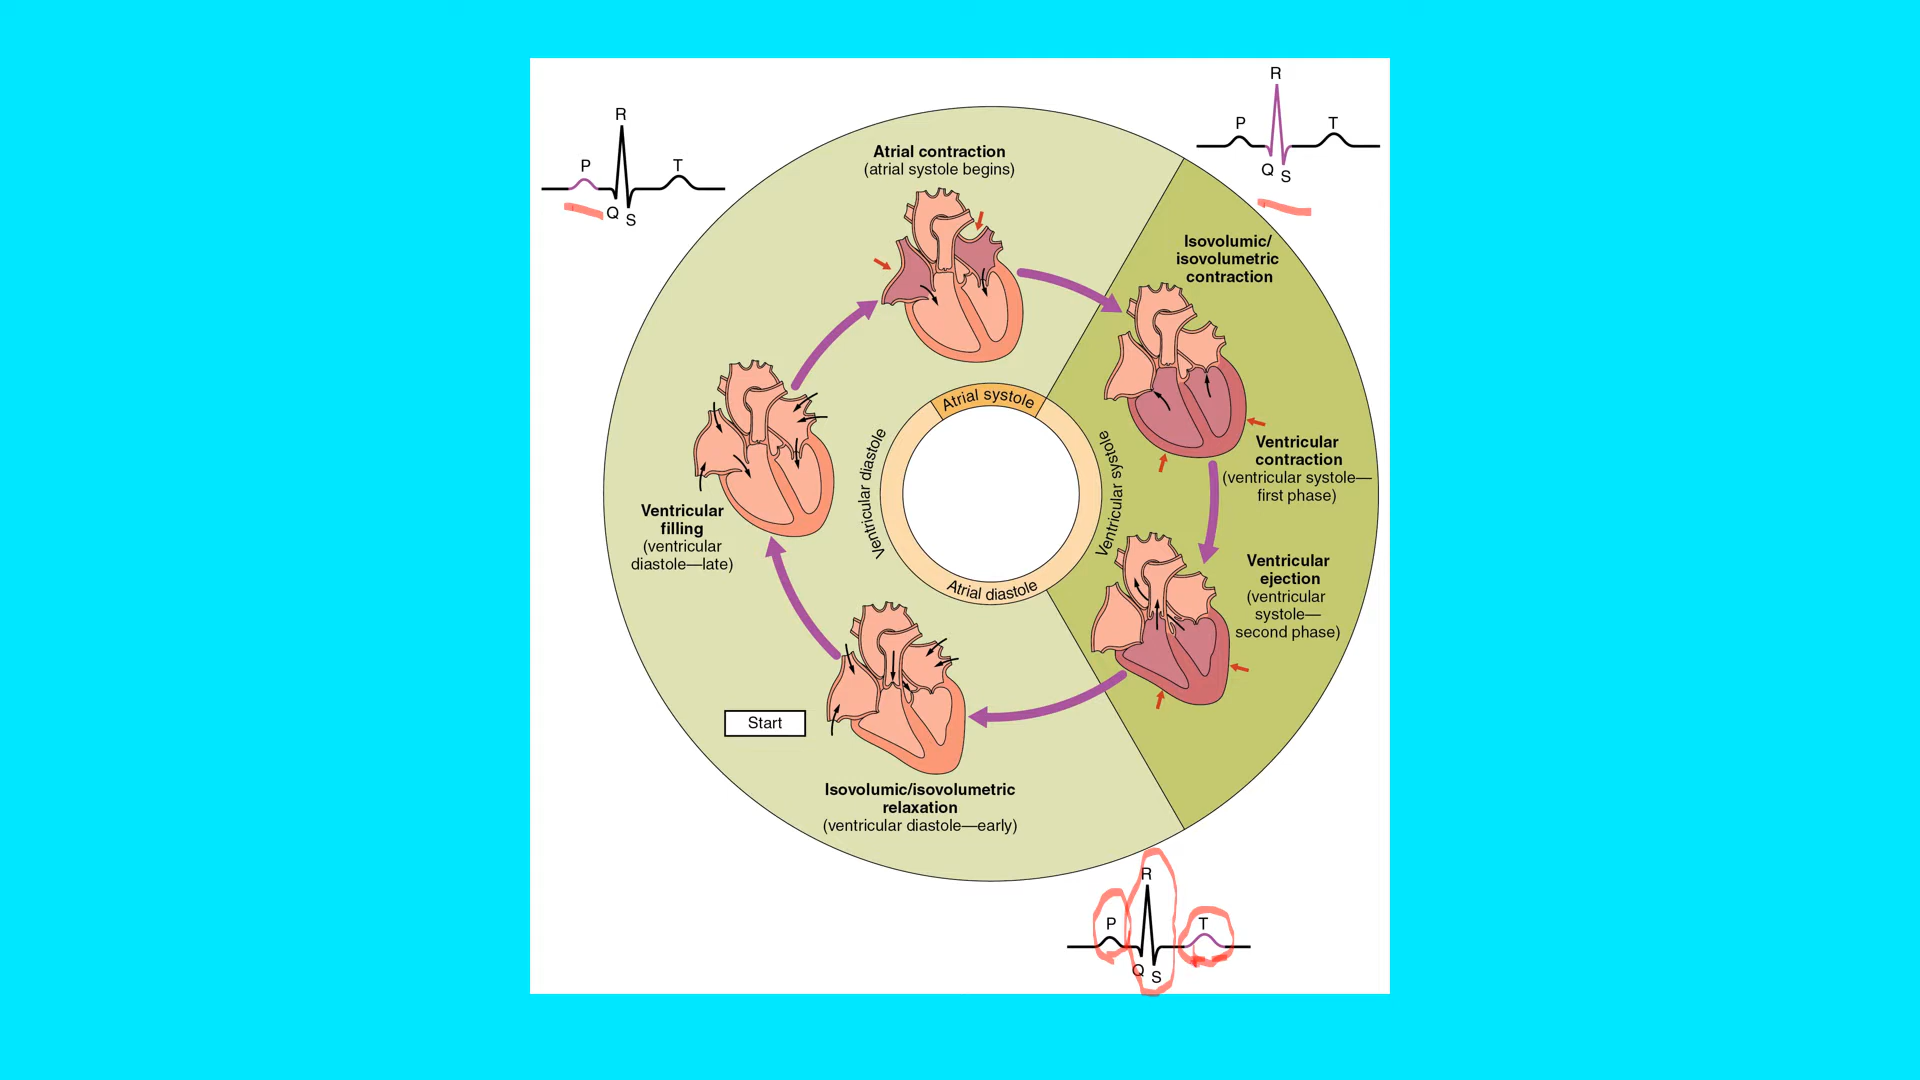 R
P
T
Q
S
R
P
T
Q
S
Atrial contraction
(atrial systole begins)
Isovolumic/
isovolumetric
contraction
Atrial systole
Ventricular diastole
Ventricular systole
Atrial diastole
Ventricular
contraction
(ventricular systole—
first phase)
Ventricular
filling
(ventricular
diastole—late)
Ventricular
ejection
(ventricular
systole—
second phase)
Start
Isovolumic/isovolumetric
relaxation
(ventricular diastole—early)
R
P
T
Q
S